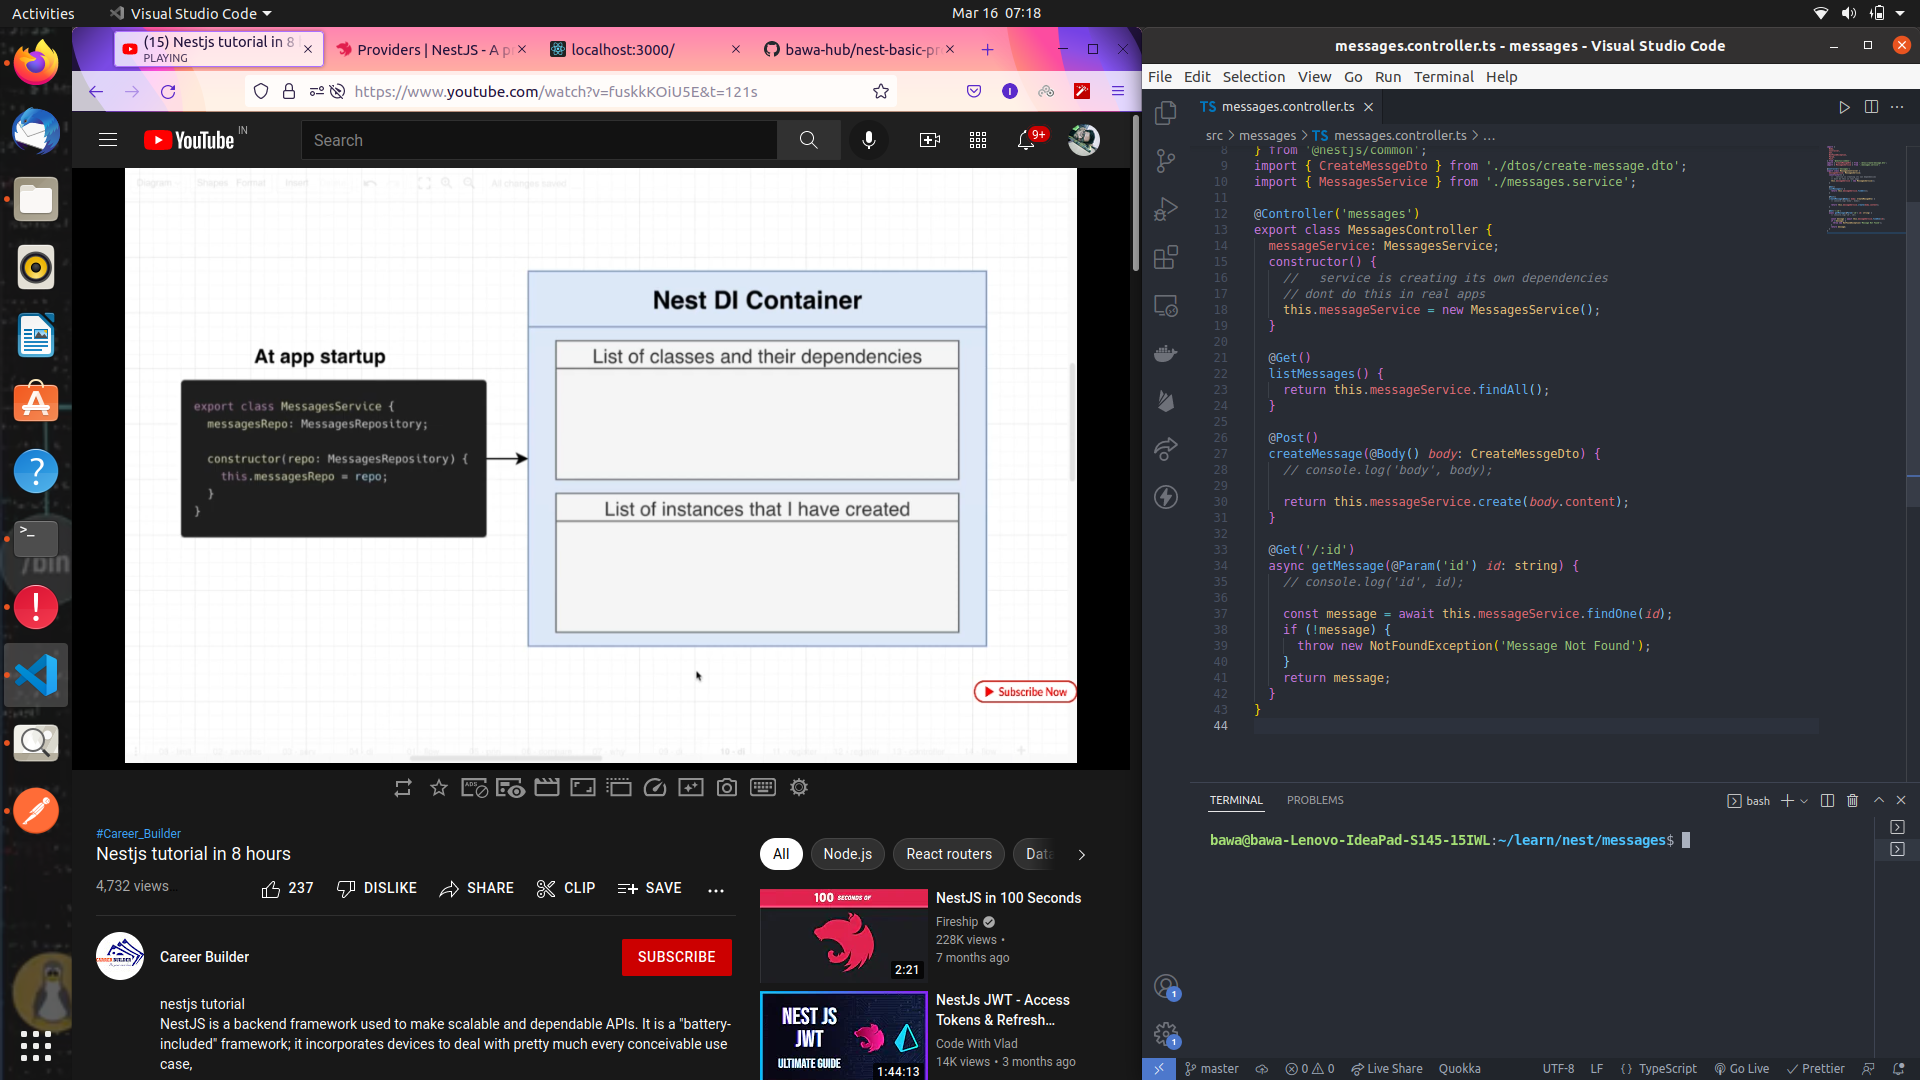 Activities
Visual Studio Code
Mar 16 07:18
(15) Nestjs tutorial in 8
PLAYING
Providers | NestJS - A p
localhost:3000/
bawa-hub/nest-basic-pr
https://www.youtube.com/watch?v=fuskkKOiU5E&t=121s
YouTube IN
Search
9+
Diagram
Shapes Format Insert
All changes saved
At app startup
export class MessagesService {
messagesRepo: MessagesRepository;
constructor(repo: MessagesRepository) {
this.messagesRepo = repo;
}
}
Nest DI Container
List of classes and their dependencies
List of instances that I have created
Subscribe Now
#Career_Builder
Nestjs tutorial in 8 hours
4,732 views
237
DISLIKE
SHARE
CLIP
SAVE
Career Builder
SUBSCRIBE
nestjs tutorial
NestJS is a backend framework used to make scalable and dependable APIs. It is a "battery-
included" framework; it incorporates devices to deal with pretty much every conceivable use
case,
All
Node.js
React routers
Data
100 SECONDS OF
2:21
NestJS in 100 Seconds
Fireship
228K views •
7 months ago
NEST JS
JWT
ULTIMATE GUIDE
1:44:13
NestJs JWT - Access
Tokens & Refresh...
Code With Vlad
14K views • 3 months ago
messages.controller.ts - messages - Visual Studio Code
File Edit Selection View Go Run Terminal Help
TS messages.controller.ts
src > messages > TS messages.controller.ts > ...
8 } from '@nestjs/common';
9 import { CreateMessgeDto } from './dtos/create-message.dto';
10 import { MessagesService } from './messages.service';
11
12 @Controller('messages')
13 export class MessagesController {
14 messageService: MessagesService;
15 constructor() {
16 // service is creating its own dependencies
17 // dont do this in real apps
18 this.messageService = new MessagesService();
19 }
20
21 @Get()
22 listMessages() {
23 return this.messageService.findAll();
24 }
25
26 @Post()
27 createMessage(@Body() body: CreateMessgeDto) {
28 // console.log('body', body);
29
30 return this.messageService.create(body.content);
31 }
32
33 @Get('/:id')
34 async getMessage(@Param('id') id: string) {
35 // console.log('id', id);
36
37 const message = await this.messageService.findOne(id);
38 if (!message) {
39 throw new NotFoundException('Message Not Found');
40 }
41 return message;
42 }
43 }
44
TERMINAL
PROBLEMS
bash
bawa@bawa-Lenovo-IdeaPad-S145-15IWL:~/learn/nest/messages$
1
1
master
0 0
Live Share
Quokka
UTF-8
LF
{ } TypeScript
Go Live
Prettier